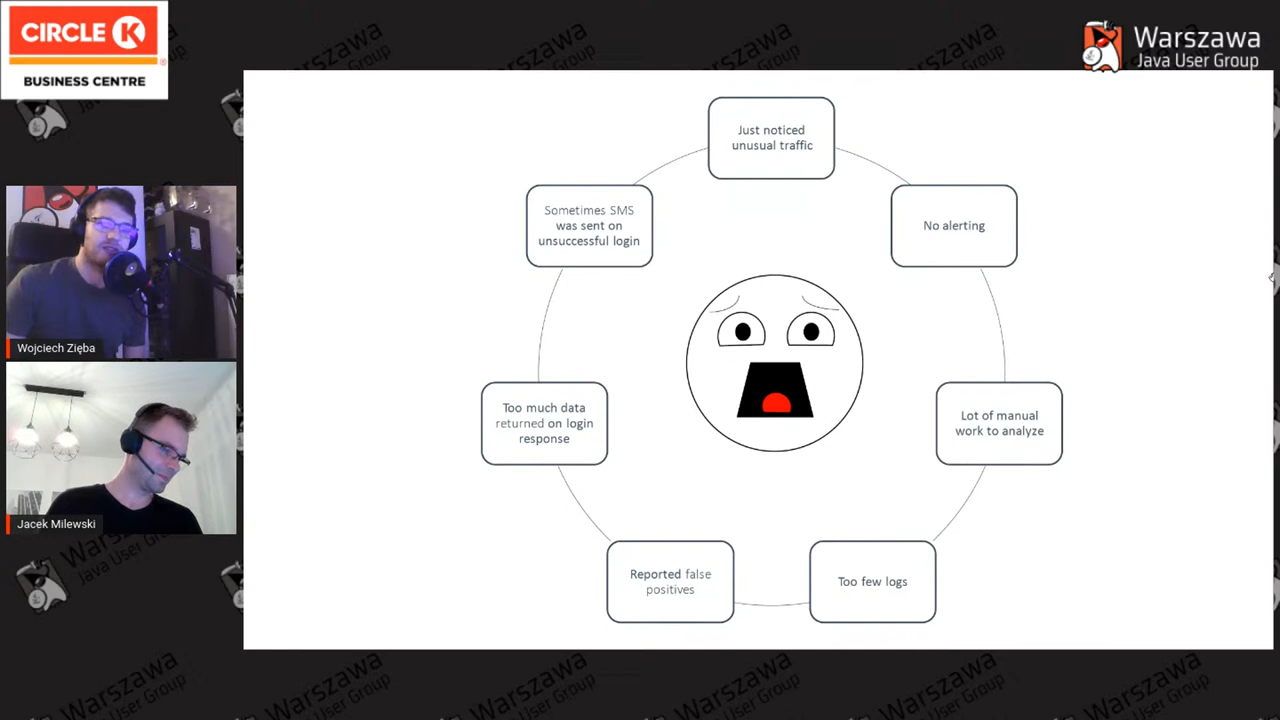 CIRCLE K
BUSINESS CENTRE
Warszawa
Java User Group
Just noticed
unusual traffic
Sometimes SMS
was sent on
unsuccessful login
No alerting
Too much data
returned on login
response
Lot of manual
work to analyze
Reported false
positives
Too few logs
Wojciech Zięba
Jacek Milewski